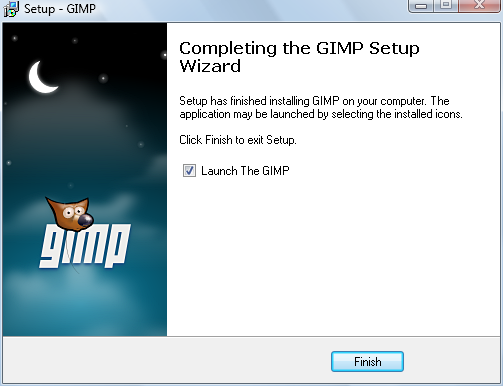 Setup - GIMP
Completing the GIMP Setup
Wizard
Setup has finished installing GIMP on your computer. The
application may be launched by selecting the installed icons.
Click Finish to exit Setup.
Launch The GIMP
gimp
Finish